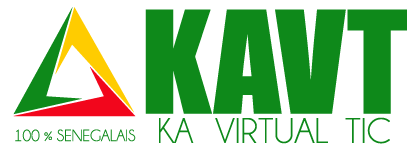 KAVT
100 % SENEGALAIS
KA VIRTUAL TIC